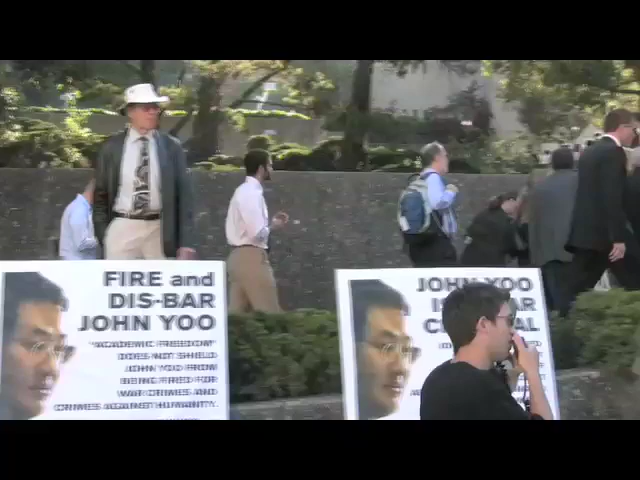 FIRE and
DIS-BAR
JOHN YOO
"ACADEMIC FREEDOM"
DOES NOT SHIELD
JOHN YOO FROM
BEING FIRED FOR
WAR CRIMES AND
CRIMES AGAINST HUMANITY.
JOHN YOO
IS